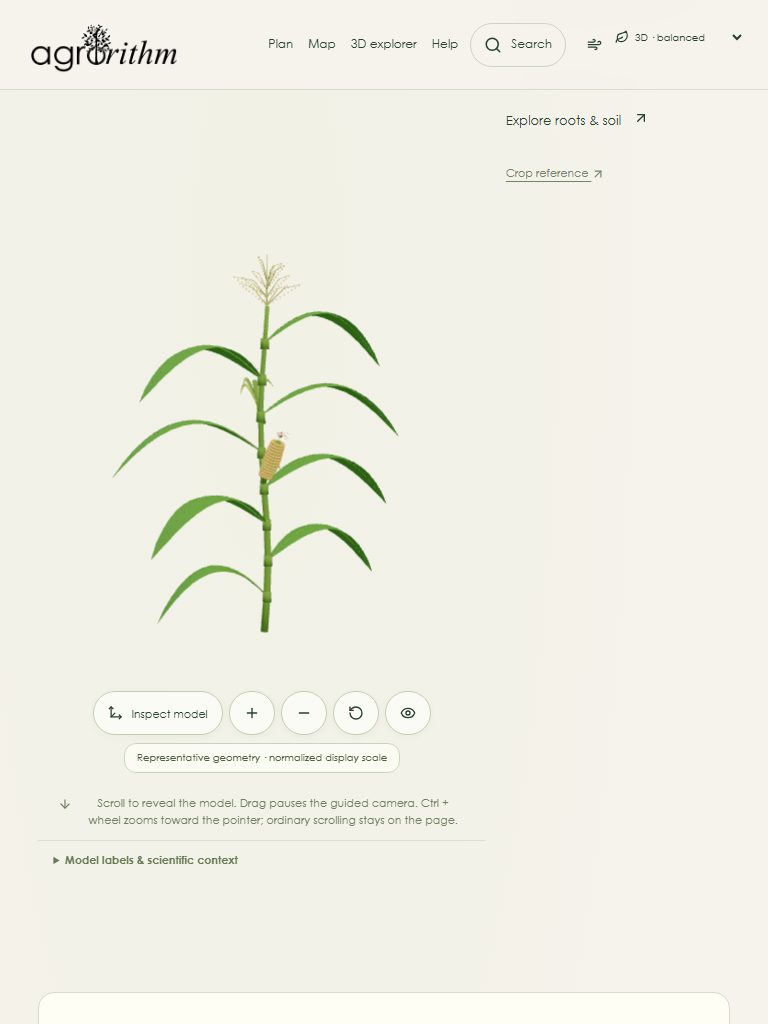 agrorithm
Plan
Map
3D explorer
Help
Search
3D · balanced
Explore roots & soil
Crop reference
Inspect model
Representative geometry · normalized display scale
Scroll to reveal the model. Drag pauses the guided camera. Ctrl +
wheel zooms toward the pointer; ordinary scrolling stays on the page.
Model labels & scientific context